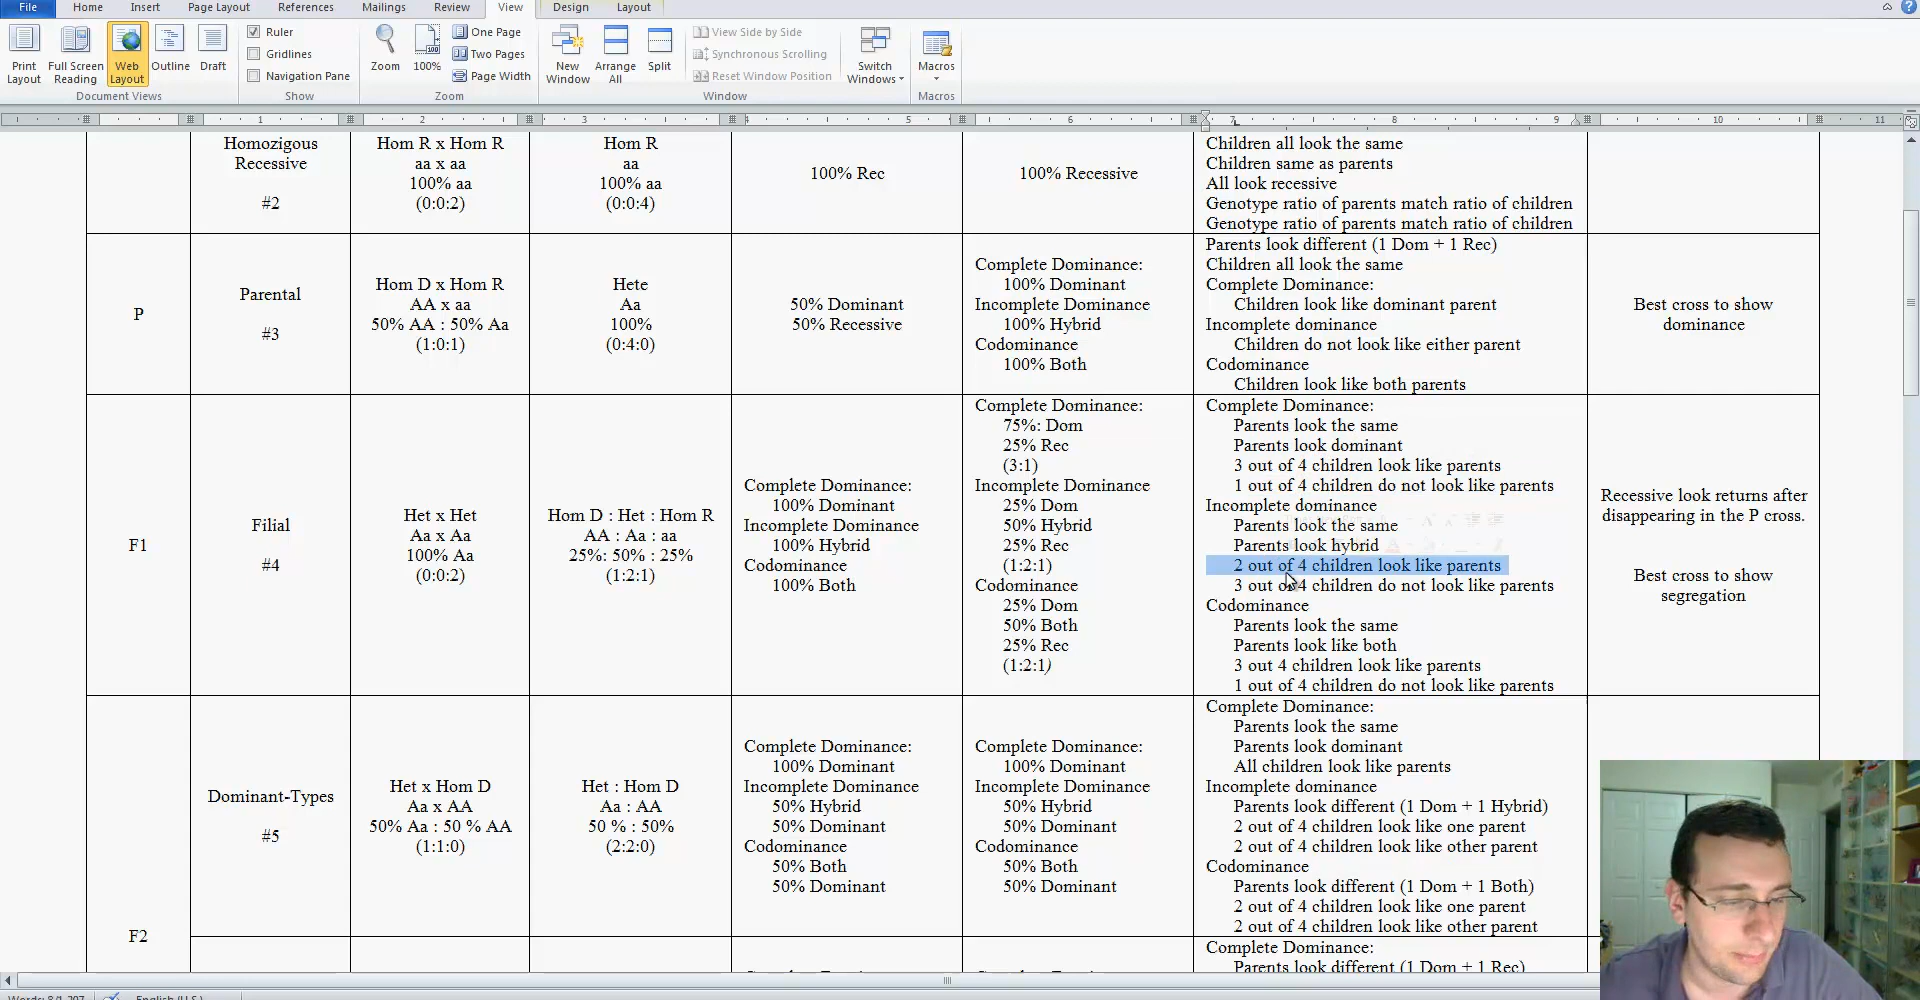 File Home Insert Page Layout References Mailings Review View Design Layout
Print Layout
Full Screen Reading
Web Layout
Outline
Draft
Document Views
Ruler
Gridlines
Navigation Pane
Show
Zoom
100%
One Page
Two Pages
Page Width
Zoom
New Window
Arrange All
Split
View Side by Side
Synchronous Scrolling
Reset Window Position
Window
Switch Windows
Macros
Macros
1 2 3 4 5 6 7 8 9 10 11
Homozigous
Recessive
#2
Hom R x Hom R
aa x aa
100% aa
(0:0:2)
Hom R
aa
100% aa
(0:0:4)
100% Rec
100% Recessive
Children all look the same
Children same as parents
All look recessive
Genotype ratio of parents match ratio of children
Genotype ratio of parents match ratio of children
P
Parental
#3
Hom D x Hom R
AA x aa
50% AA : 50% Aa
(1:0:1)
Hete
Aa
100%
(0:4:0)
50% Dominant
50% Recessive
Complete Dominance:
100% Dominant
Incomplete Dominance
100% Hybrid
Codominance
100% Both
Parents look different (1 Dom + 1 Rec)
Children all look the same
Complete Dominance:
Children look like dominant parent
Incomplete dominance
Children do not look like either parent
Codominance
Children look like both parents
Best cross to show
dominance
F1
Filial
#4
Het x Het
Aa x Aa
100% Aa
(0:0:2)
Hom D : Het : Hom R
AA : Aa : aa
25%: 50% : 25%
(1:2:1)
Complete Dominance:
100% Dominant
Incomplete Dominance
100% Hybrid
Codominance
100% Both
Complete Dominance:
75%: Dom
25% Rec
(3:1)
Incomplete Dominance
25% Dom
50% Hybrid
25% Rec
(1:2:1)
Codominance
25% Dom
50% Both
25% Rec
(1:2:1)
Complete Dominance:
Parents look the same
Parents look dominant
3 out of 4 children look like parents
1 out of 4 children do not look like parents
Incomplete dominance
Parents look the same
Parents look hybrid
2 out of 4 children look like parents
3 out of 4 children do not look like parents
Codominance
Parents look the same
Parents look like both
3 out 4 children look like parents
1 out of 4 children do not look like parents
Recessive look returns after
disappearing in the P cross.
Best cross to show
segregation
F2
Dominant-Types
#5
Het x Hom D
Aa x AA
50% Aa : 50 % AA
(1:1:0)
Het : Hom D
Aa : AA
50 % : 50%
(2:2:0)
Complete Dominance:
100% Dominant
Incomplete Dominance
50% Hybrid
50% Dominant
Codominance
50% Both
50% Dominant
Complete Dominance:
100% Dominant
Incomplete Dominance
50% Hybrid
50% Dominant
Codominance
50% Both
50% Dominant
Complete Dominance:
Parents look the same
Parents look dominant
All children look like parents
Incomplete dominance
Parents look different (1 Dom + 1 Hybrid)
2 out of 4 children look like one parent
2 out of 4 children look like other parent
Codominance
Parents look different (1 Dom + 1 Both)
2 out of 4 children look like one parent
2 out of 4 children look like other parent
Complete Dominance:
Parents look different (1 Dom + 1 Rec)